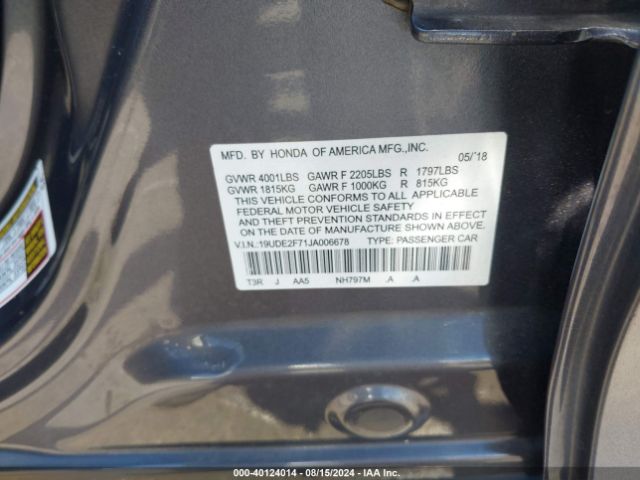 MFD. BY HONDA OF AMERICA MFG.,INC.
05/'18
GVWR 4001LBS GAWR F 2205LBS R 1797LBS
GVWR 1815KG GAWR F 1000KG R 815KG
THIS VEHICLE CONFORMS TO ALL APPLICABLE
FEDERAL MOTOR VEHICLE SAFETY
AND THEFT PREVENTION STANDARDS IN EFFECT
ON THE DATE OF MANUFACTURE SHOWN ABOVE.
V.I.N.:19UDE2F71JA006678 TYPE: PASSENGER CAR
T3R J AA5 NH797M .A .A
000-40124014 - 08/15/2024 - IAA Inc.